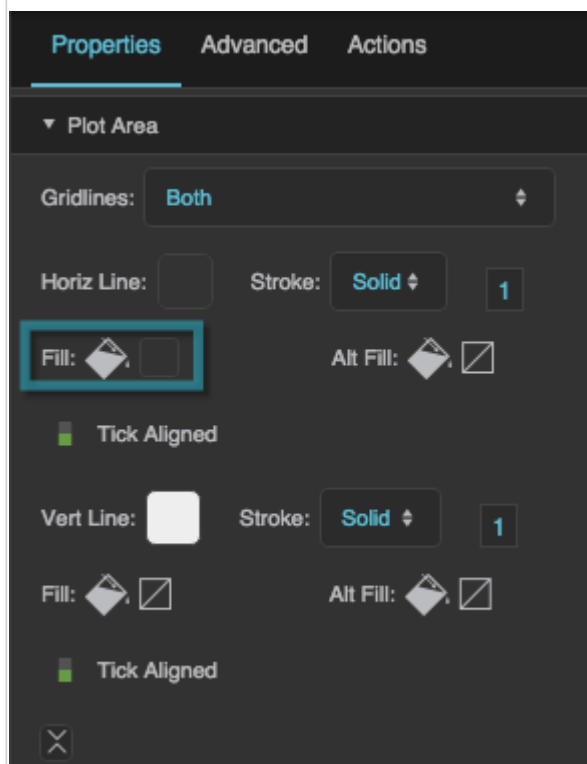 Properties Advanced Actions
Plot Area
Gridlines: Both
Horiz Line: Stroke: Solid 1
Fill: Alt Fill:
Tick Aligned
Vert Line: Stroke: Solid 1
Fill: Alt Fill:
Tick Aligned